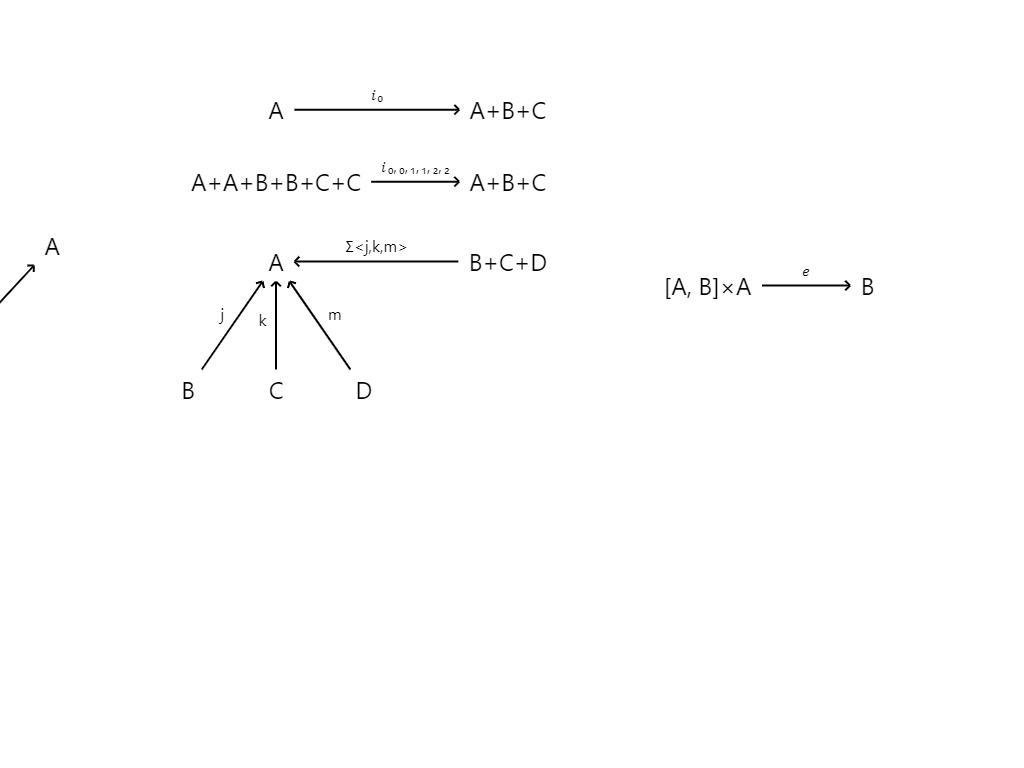 i₀
A A+B+C
i₀,₀,₁,₁,₂,₂
A+A+B+B+C+C A+B+C
A
Σ<j,k,m>
A B+C+D
e
[A, B]×A B
j k m
B C D